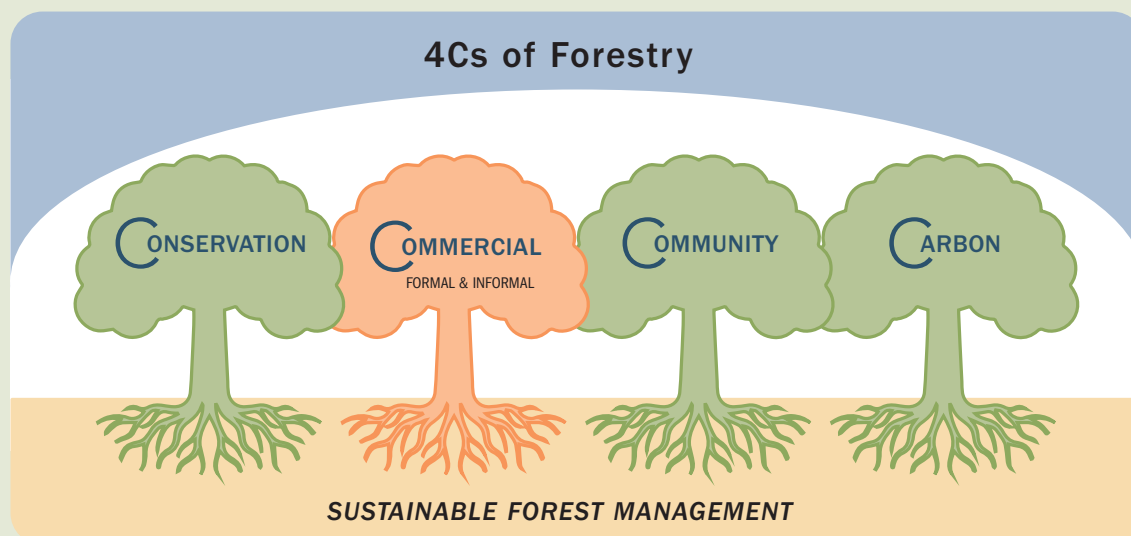 4Cs of Forestry
CONSERVATION
COMMERCIAL
FORMAL & INFORMAL
COMMUNITY
CARBON
SUSTAINABLE FOREST MANAGEMENT